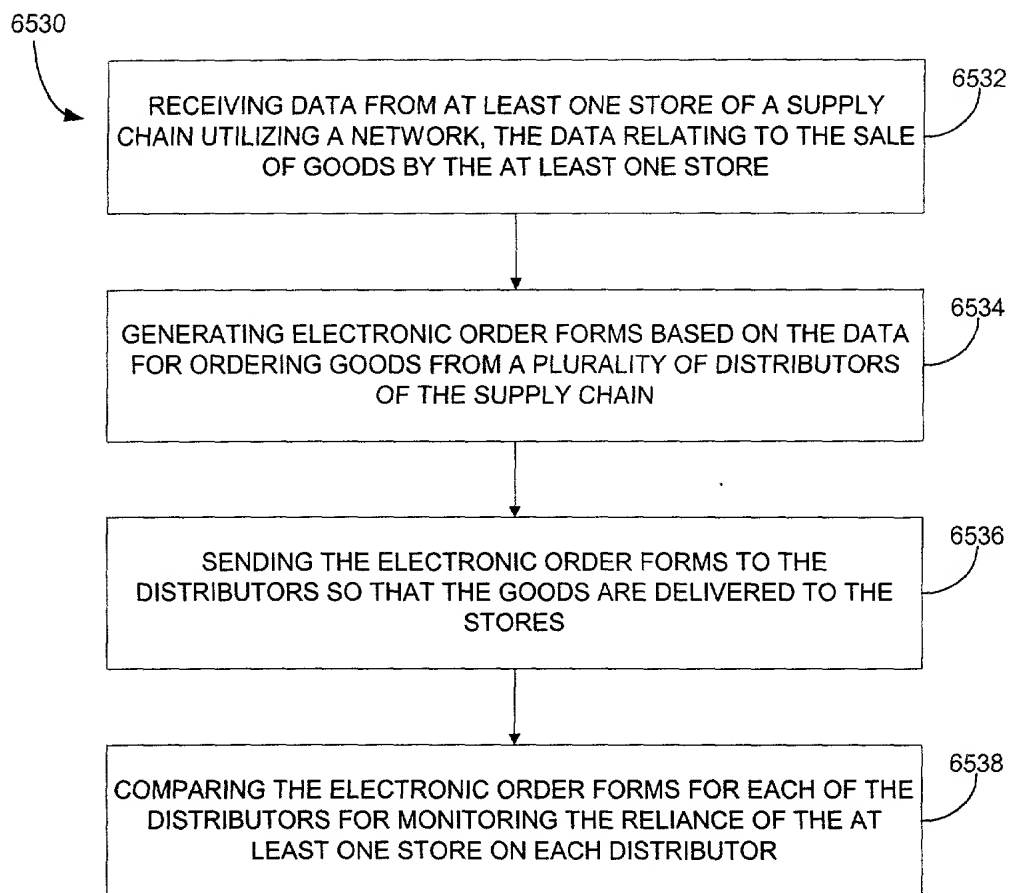 6530
6532
RECEIVING DATA FROM AT LEAST ONE STORE OF A SUPPLY
CHAIN UTILIZING A NETWORK, THE DATA RELATING TO THE SALE
OF GOODS BY THE AT LEAST ONE STORE
6534
GENERATING ELECTRONIC ORDER FORMS BASED ON THE DATA
FOR ORDERING GOODS FROM A PLURALITY OF DISTRIBUTORS
OF THE SUPPLY CHAIN
6536
SENDING THE ELECTRONIC ORDER FORMS TO THE
DISTRIBUTORS SO THAT THE GOODS ARE DELIVERED TO THE
STORES
6538
COMPARING THE ELECTRONIC ORDER FORMS FOR EACH OF THE
DISTRIBUTORS FOR MONITORING THE RELIANCE OF THE AT
LEAST ONE STORE ON EACH DISTRIBUTOR